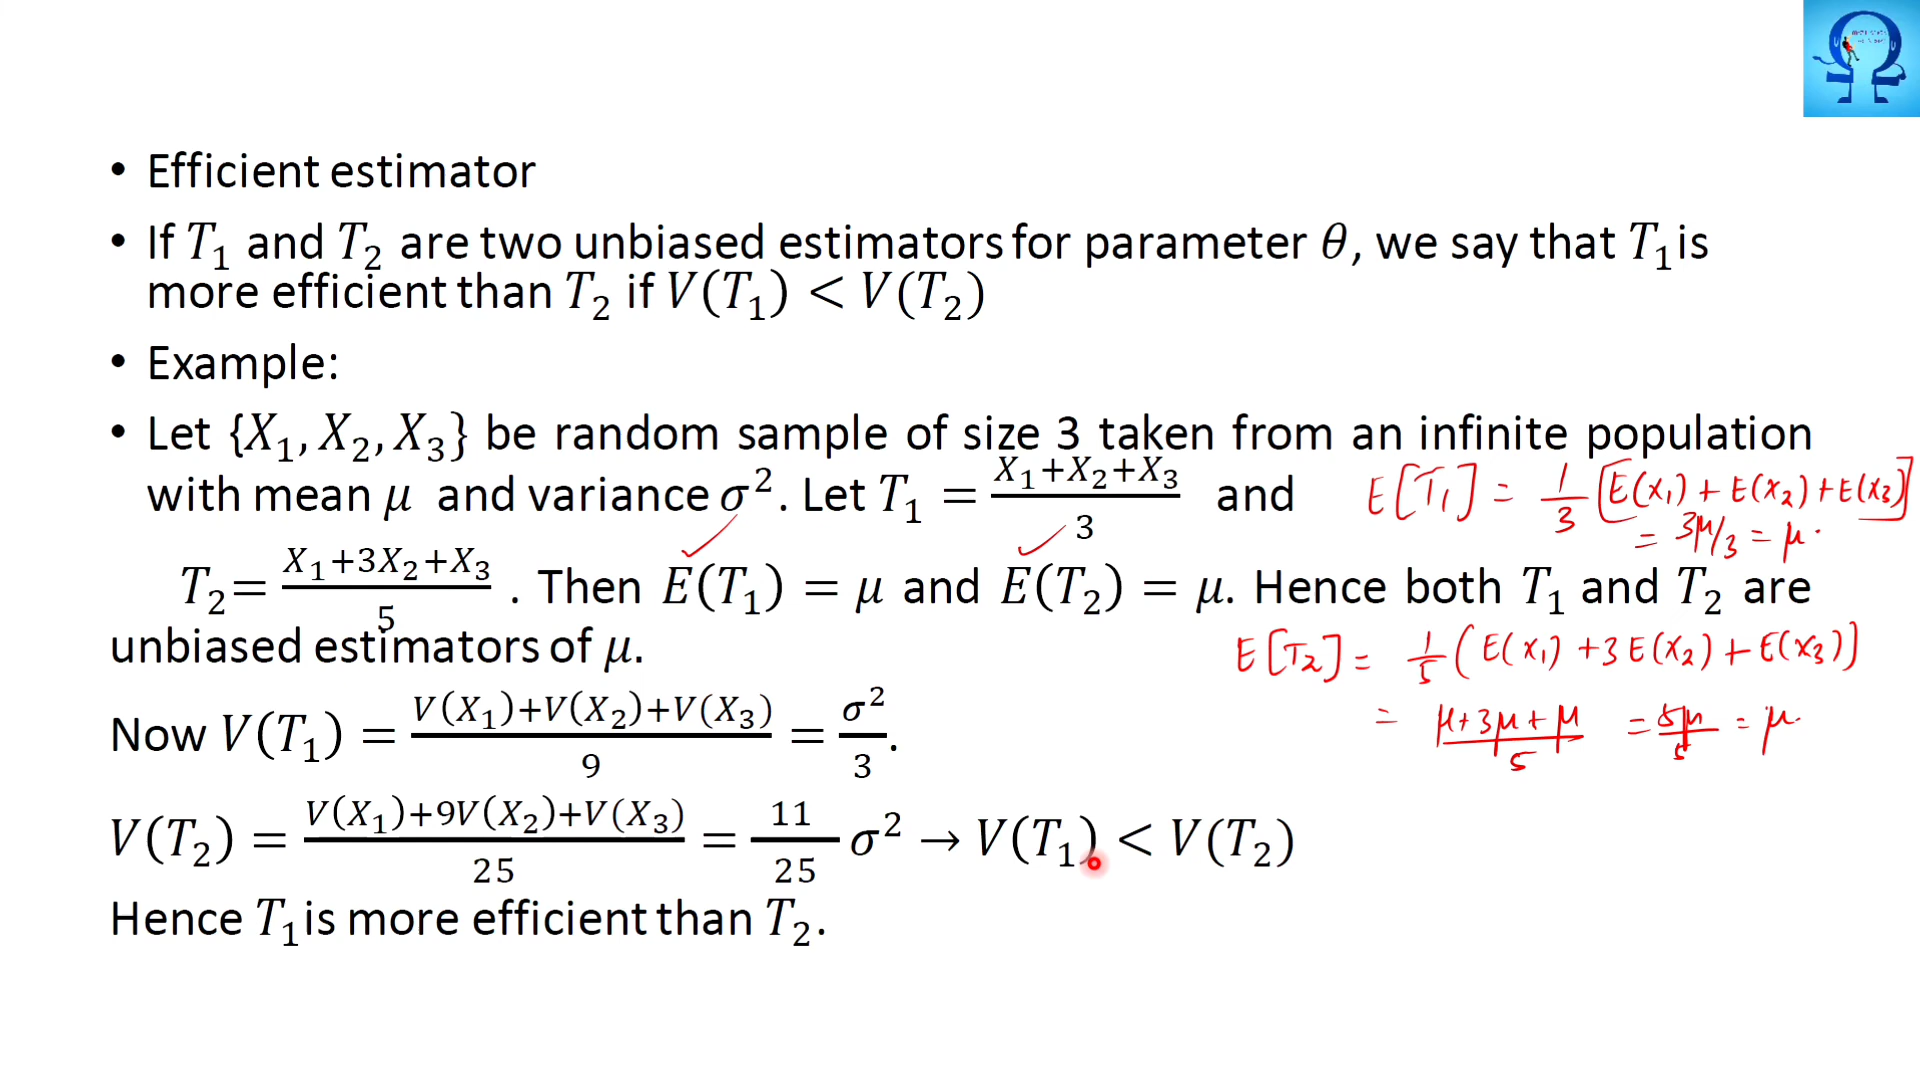 • Efficient estimator
• If T₁ and T₂ are two unbiased estimators for parameter θ, we say that T₁ is
more efficient than T₂ if V(T₁) < V(T₂)
• Example:
• Let {X₁, X₂, X₃} be random sample of size 3 taken from an infinite population
with mean μ and variance σ². Let T₁ = (X₁+X₂+X₃)/3 and
E[T₁] = 1/3 [E(x₁) + E(x₂) + E(x₃)]
= 3μ/3 = μ.
T₂= (X₁+3X₂+X₃)/5 . Then E(T₁) = μ and E(T₂) = μ. Hence both T₁ and T₂ are
unbiased estimators of μ.
E[T₂] = 1/5 (E(x₁) + 3 E(x₂) + E(x₃)]
= (μ+3μ+μ)/5 = 5μ/5 = μ.
Now V(T₁) = (V(X₁)+V(X₂)+V(X₃))/9 = σ²/3.
V(T₂) = (V(X₁)+9V(X₂)+V(X₃))/25 = 11/25 σ² → V(T₁) < V(T₂)
Hence T₁ is more efficient than T₂.